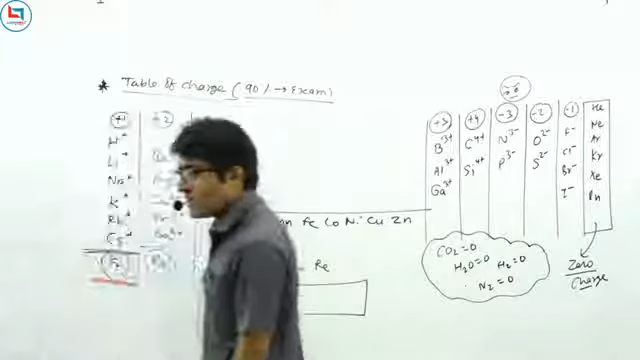 * Table of charge (90% → Exam)
+1 +2 +3 +4 -3 -2 -1 He
H⁺ B³⁺ C⁴⁺ N³⁻ O²⁻ F⁻ Ne
Li⁺ Al³⁺ Si⁴⁺ P³⁻ S²⁻ Cl⁻ Ar
Na⁺ Ga³⁺ Br⁻ Kr
K⁺ I⁻ Xe
Rb⁺ Rn
Cs⁺
Fe Co Ni Cu Zn
CO₂=0
H₂O=0 H₂=0
N₂=0
Zero
Charge